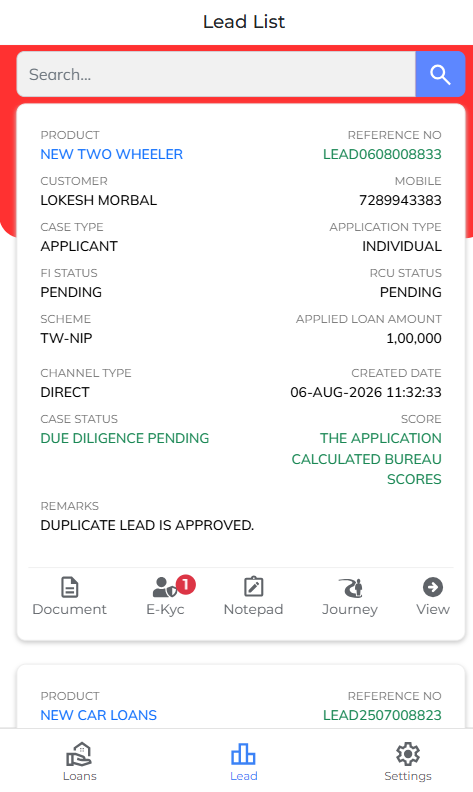 Lead List
Search...
PRODUCT REFERENCE NO
NEW TWO WHEELER LEAD0608008833
CUSTOMER MOBILE
LOKESH MORBAL 7289943383
CASE TYPE APPLICATION TYPE
APPLICANT INDIVIDUAL
FI STATUS RCU STATUS
PENDING PENDING
SCHEME APPLIED LOAN AMOUNT
TW-NIP 1,00,000
CHANNEL TYPE CREATED DATE
DIRECT 06-AUG-2026 11:32:33
CASE STATUS SCORE
DUE DILIGENCE PENDING THE APPLICATION
CALCULATED BUREAU
SCORES
REMARKS
DUPLICATE LEAD IS APPROVED.
1
Document E-Kyc Notepad Journey View
PRODUCT REFERENCE NO
NEW CAR LOANS LEAD2507008823
Loans Lead Settings